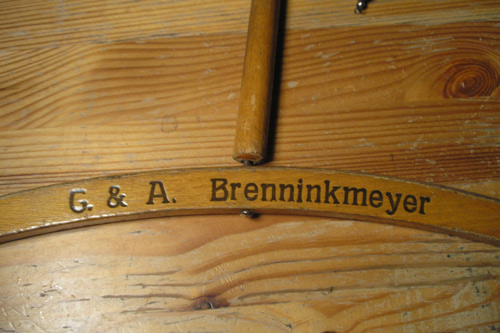 C. & A. Brenninkmeyer